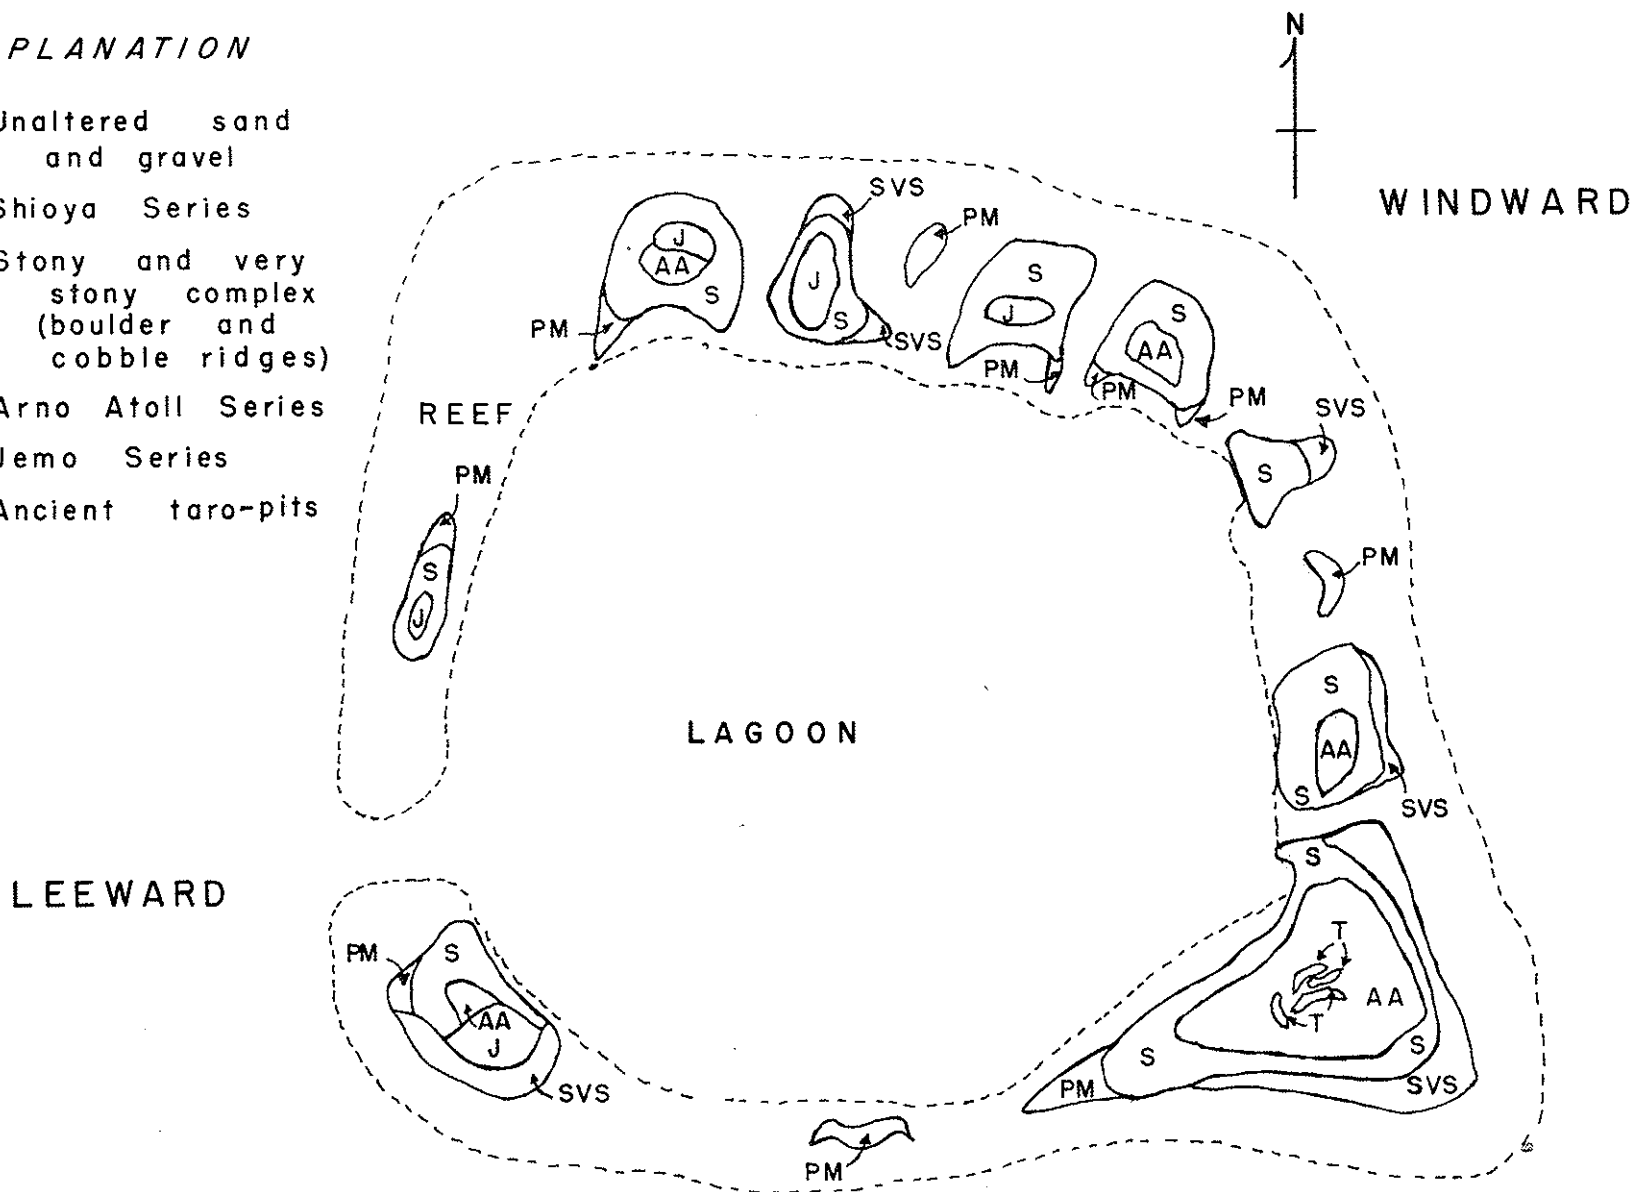 PLANATION
Unaltered sand
and gravel
Shioya Series
Stony and very
stony complex
(boulder and
cobble ridges)
Arno Atoll Series
Jemo Series
Ancient taro-pits
N
WINDWARD
SVS
PM
J
AA
S
PM
J
S
SVS
S
J
PM
S
AA
PM
PM
SVS
S
REEF
PM
S
J
PM
S
AA
S
SVS
LAGOON
LEEWARD
S
T
AA
T
S
S
PM
SVS
PM
S
AA
J
SVS
PM